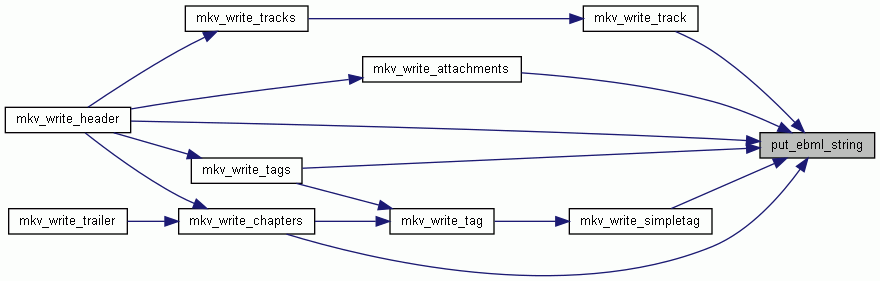 mkv_write_tracks
mkv_write_track
mkv_write_attachments
mkv_write_header
put_ebml_string
mkv_write_tags
mkv_write_trailer
mkv_write_chapters
mkv_write_tag
mkv_write_simpletag